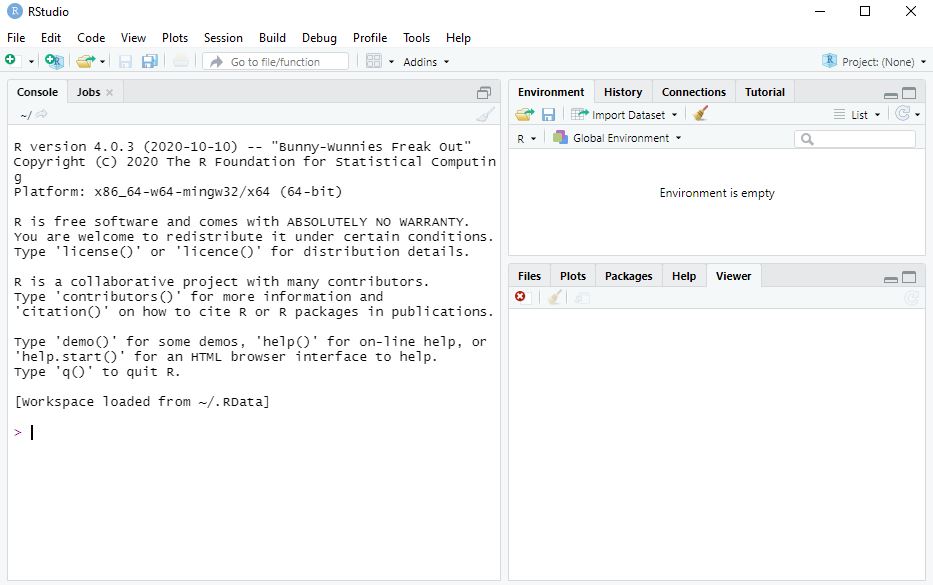 RStudio
File Edit Code View Plots Session Build Debug Profile Tools Help
Go to file/function Addins Project: (None)
Console Jobs
~/
R version 4.0.3 (2020-10-10) -- "Bunny-Wunnies Freak Out"
Copyright (C) 2020 The R Foundation for Statistical Computin
g
Platform: x86_64-w64-mingw32/x64 (64-bit)
R is free software and comes with ABSOLUTELY NO WARRANTY.
You are welcome to redistribute it under certain conditions.
Type 'license()' or 'licence()' for distribution details.
R is a collaborative project with many contributors.
Type 'contributors()' for more information and
'citation()' on how to cite R or R packages in publications.
Type 'demo()' for some demos, 'help()' for on-line help, or
'help.start()' for an HTML browser interface to help.
Type 'q()' to quit R.
[Workspace loaded from ~/.RData]
>
Environment History Connections Tutorial
Import Dataset List
R Global Environment
Environment is empty
Files Plots Packages Help Viewer